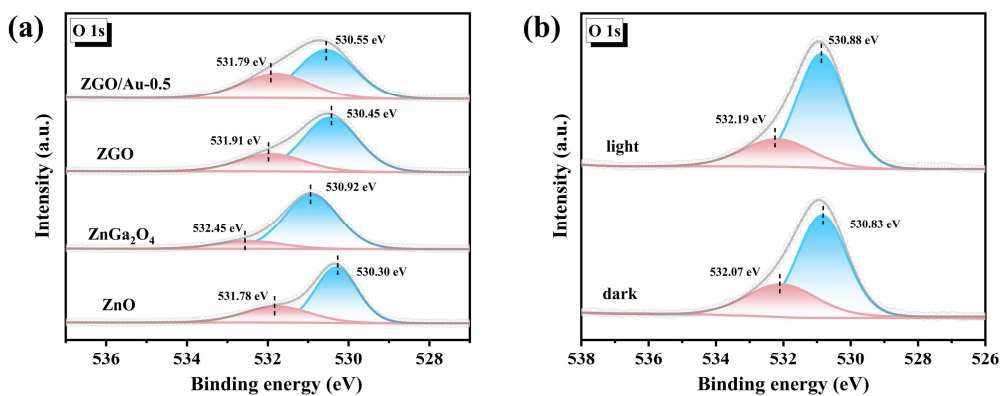 (a)
O 1s
530.55 eV
531.79 eV
ZGO/Au-0.5
530.45 eV
531.91 eV
ZGO
530.92 eV
532.45 eV
ZnGa₂O₄
530.30 eV
531.78 eV
ZnO
Intensity (a.u.)
536 534 532 530 528
Binding energy (eV)
(b)
O 1s
530.88 eV
532.19 eV
light
530.83 eV
532.07 eV
dark
Intensity (a.u.)
538 536 534 532 530 528 526
Binding energy (eV)